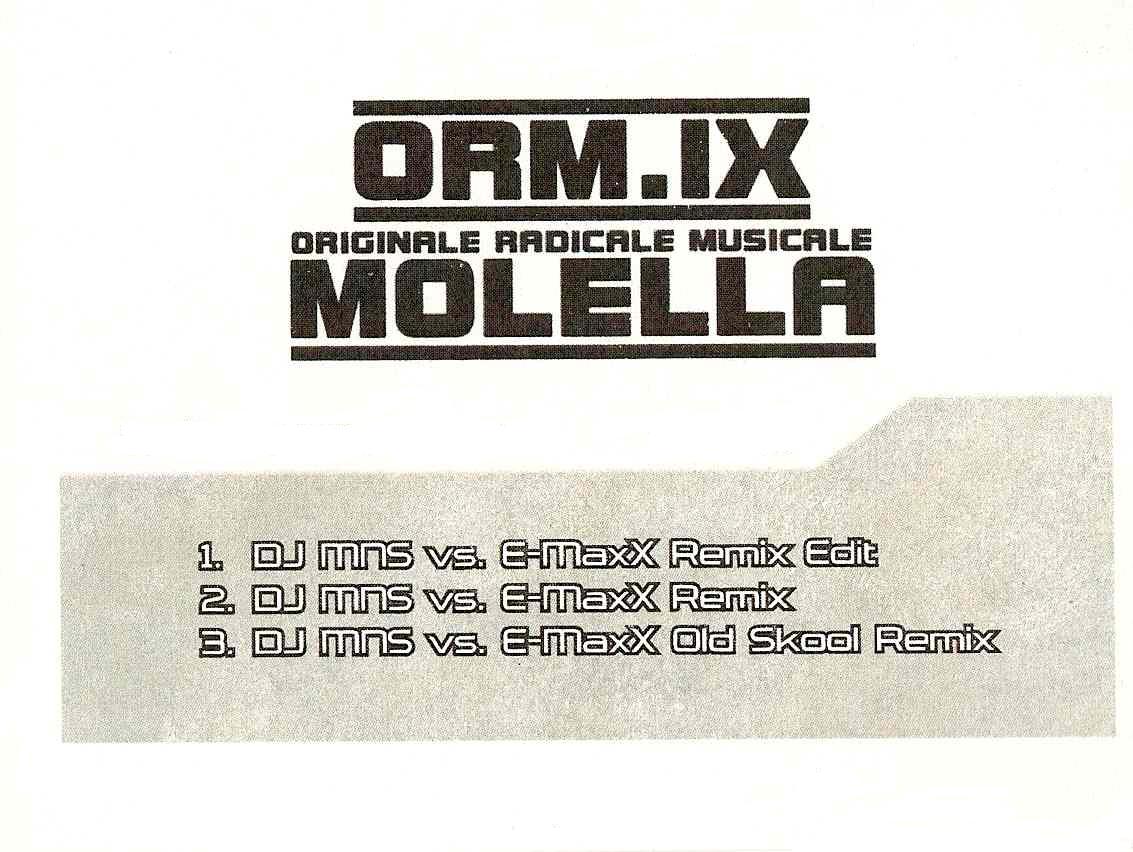 ORM.IX
ORIGINALE RADICALE MUSICALE
MOLELLA
1. DJ MNS vs. E-MaxX Remix Edit
2. DJ MNS vs. E-MaxX Remix
3. DJ MNS vs. E-MaxX Old Skool Remix